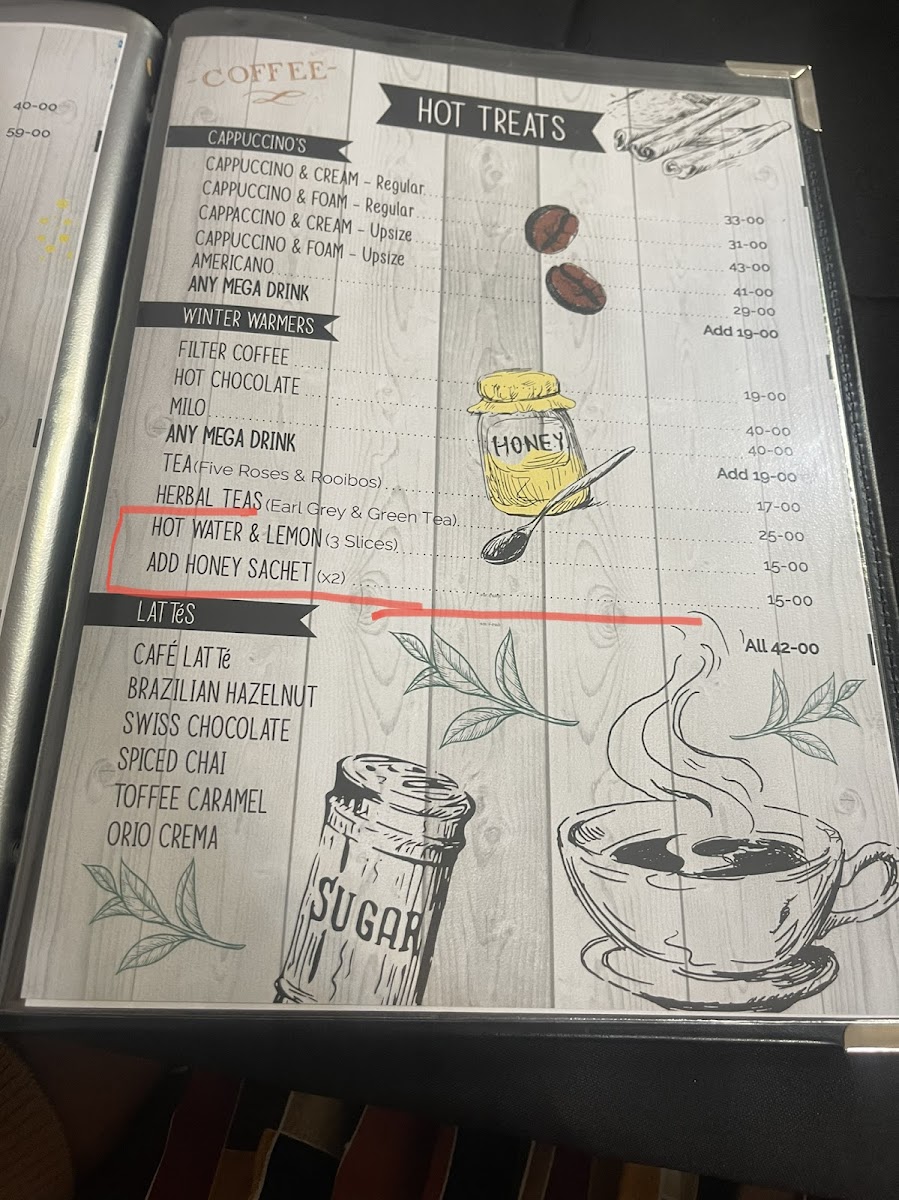 40-00
59-00
-COFFEE-
HOT TREATS
CAPPUCCINO'S
CAPPUCCINO & CREAM - Regular 33-00
CAPPUCCINO & FOAM - Regular 31-00
CAPPACCINO & CREAM - Upsize 43-00
CAPPUCCINO & FOAM - Upsize 41-00
AMERICANO 29-00
ANY MEGA DRINK Add 19-00
WINTER WARMERS
FILTER COFFEE 19-00
HOT CHOCOLATE 40-00
MILO 40-00
ANY MEGA DRINK Add 19-00
TEA (Five Roses & Rooibos) 17-00
HERBAL TEAS (Earl Grey & Green Tea) 25-00
HOT WATER & LEMON (3 Slices) 15-00
ADD HONEY SACHET (x2) 15-00
HONEY
LATTéS All 42-00
CAFÉ LATTé
BRAZILIAN HAZELNUT
SWISS CHOCOLATE
SPICED CHAI
TOFFEE CARAMEL
ORIO CREMA
SUGAR